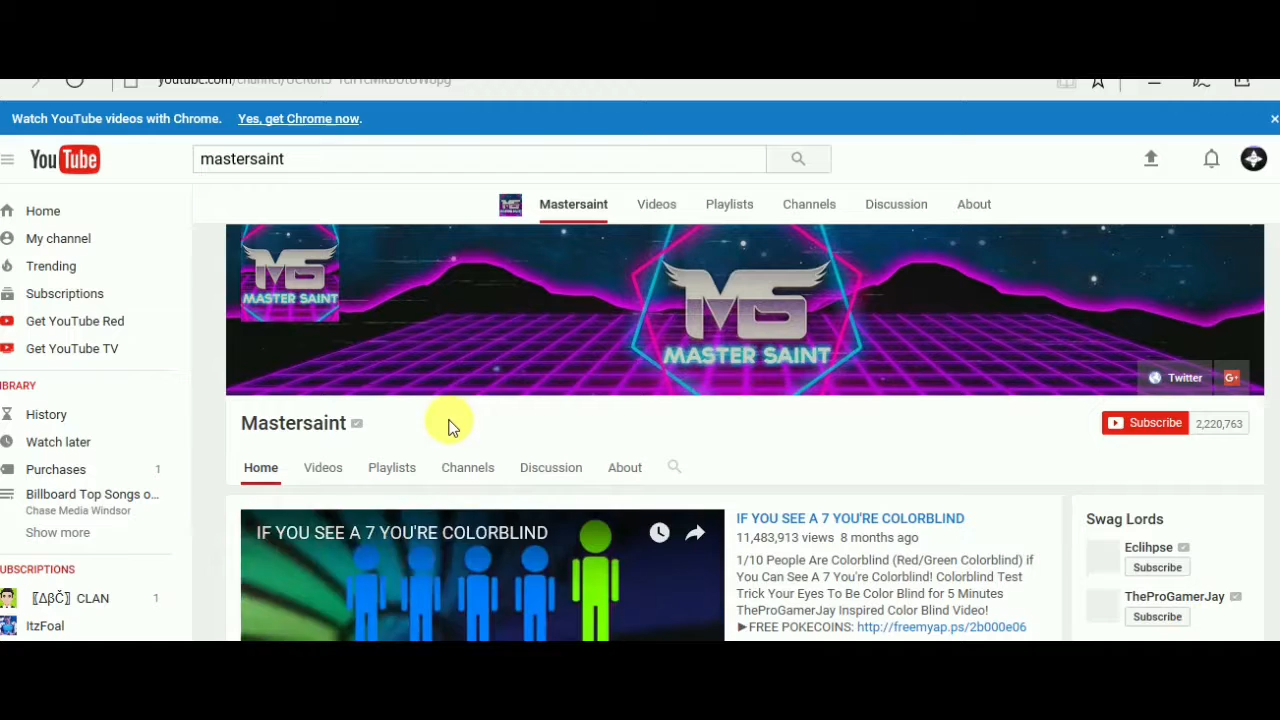 Watch YouTube videos with Chrome. Yes, get Chrome now.
YouTube
mastersaint
Mastersaint Videos Playlists Channels Discussion About
Home
My channel
Trending
Subscriptions
Get YouTube Red
Get YouTube TV
IBRARY
History
Watch later
Purchases 1
Billboard Top Songs o...
Chase Media Windsor
Show more
UBSCRIPTIONS
〖ΔβČ〗 CLAN 1
ItzFoal
MS
MASTER SAINT
MS
MASTER SAINT
Twitter G+
Mastersaint
Subscribe 2,220,763
Home Videos Playlists Channels Discussion About
IF YOU SEE A 7 YOU'RE COLORBLIND
IF YOU SEE A 7 YOU'RE COLORBLIND
11,483,913 views 8 months ago
1/10 People Are Colorblind (Red/Green Colorblind) if
You Can See A 7 You're Colorblind! Colorblind Test
Trick Your Eyes To Be Color Blind for 5 Minutes
TheProGamerJay Inspired Color Blind Video!
►FREE POKECOINS: http://freemyap.ps/2b000e06
Swag Lords
Eclihpse
Subscribe
TheProGamerJay
Subscribe